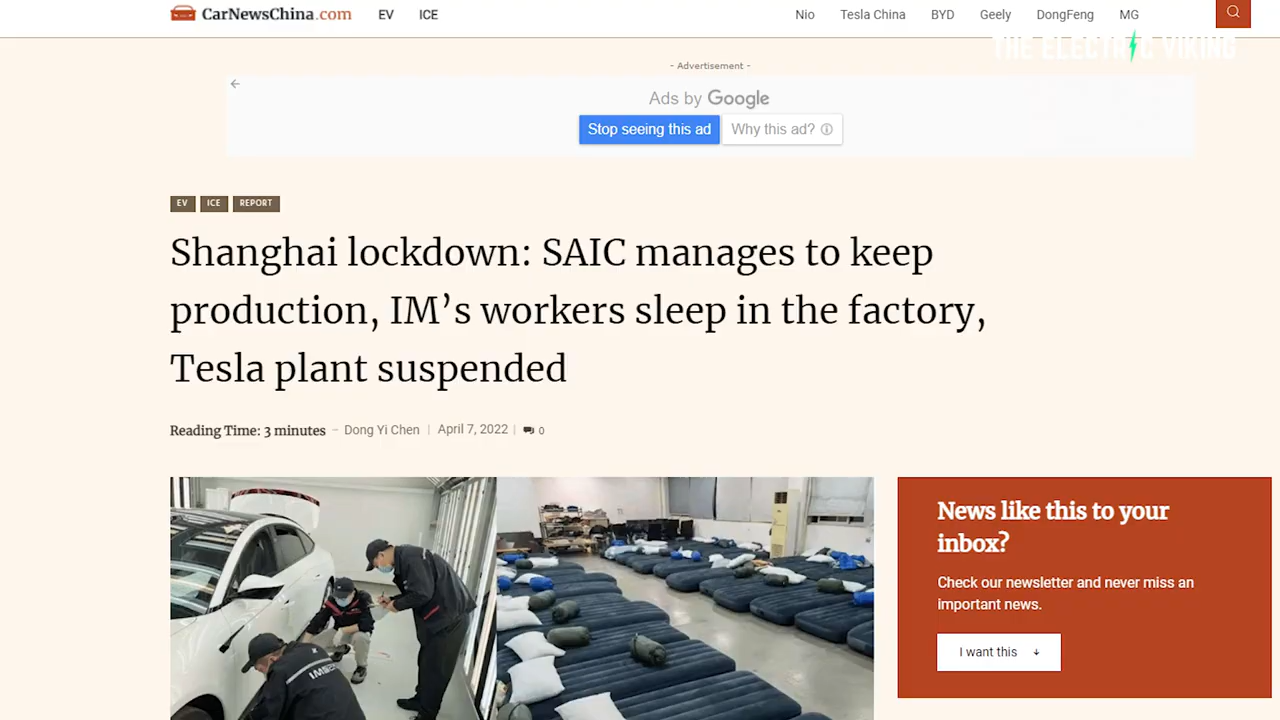 CarNewsChina.com EV ICE Nio Tesla China BYD Geely DongFeng MG
THE ELECTRIC VIKING
- Advertisement -
Ads by Google
Stop seeing this ad Why this ad?
EV ICE REPORT
Shanghai lockdown: SAIC manages to keep
production, IM’s workers sleep in the factory,
Tesla plant suspended
Reading Time: 3 minutes - Dong Yi Chen | April 7, 2022 | 0
News like this to your
inbox?
Check our newsletter and never miss an
important news.
I want this